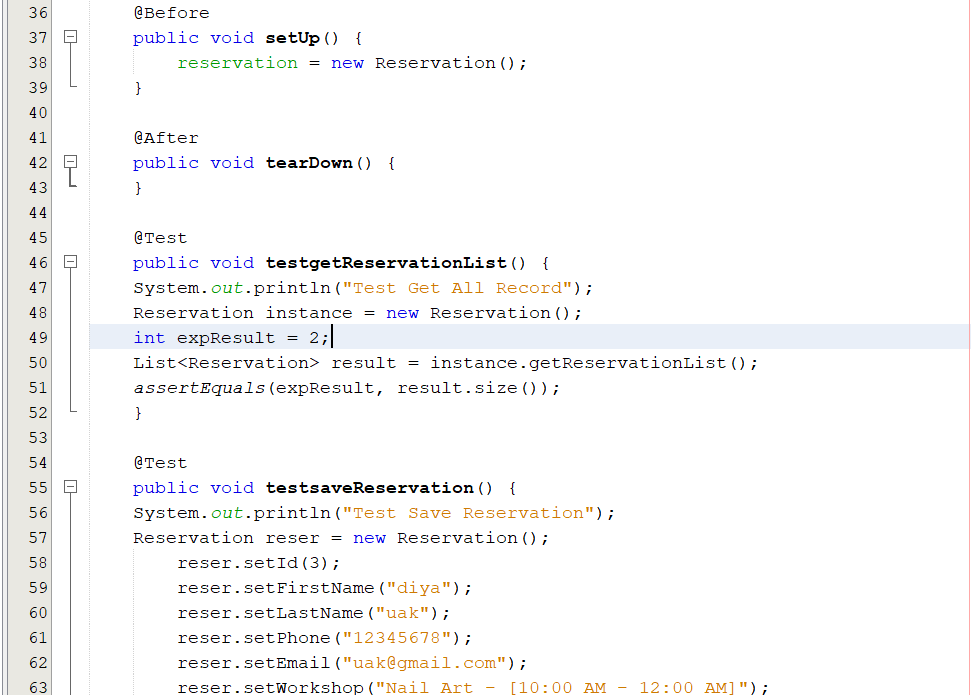 36 @Before
37 public void setUp() {
38 reservation = new Reservation();
39 }
40
41 @After
42 public void tearDown() {
43 }
44
45 @Test
46 public void testgetReservationList() {
47 System.out.println("Test Get All Record");
48 Reservation instance = new Reservation();
49 int expResult = 2;
50 List<Reservation> result = instance.getReservationList();
51 assertEquals(expResult, result.size());
52 }
53
54 @Test
55 public void testsaveReservation() {
56 System.out.println("Test Save Reservation");
57 Reservation reser = new Reservation();
58 reser.setId(3);
59 reser.setFirstName("diya");
60 reser.setLastName("uak");
61 reser.setPhone("12345678");
62 reser.setEmail("uak@gmail.com");
63 reser.setWorkshop("Nail Art - [10:00 AM - 12:00 AM]");